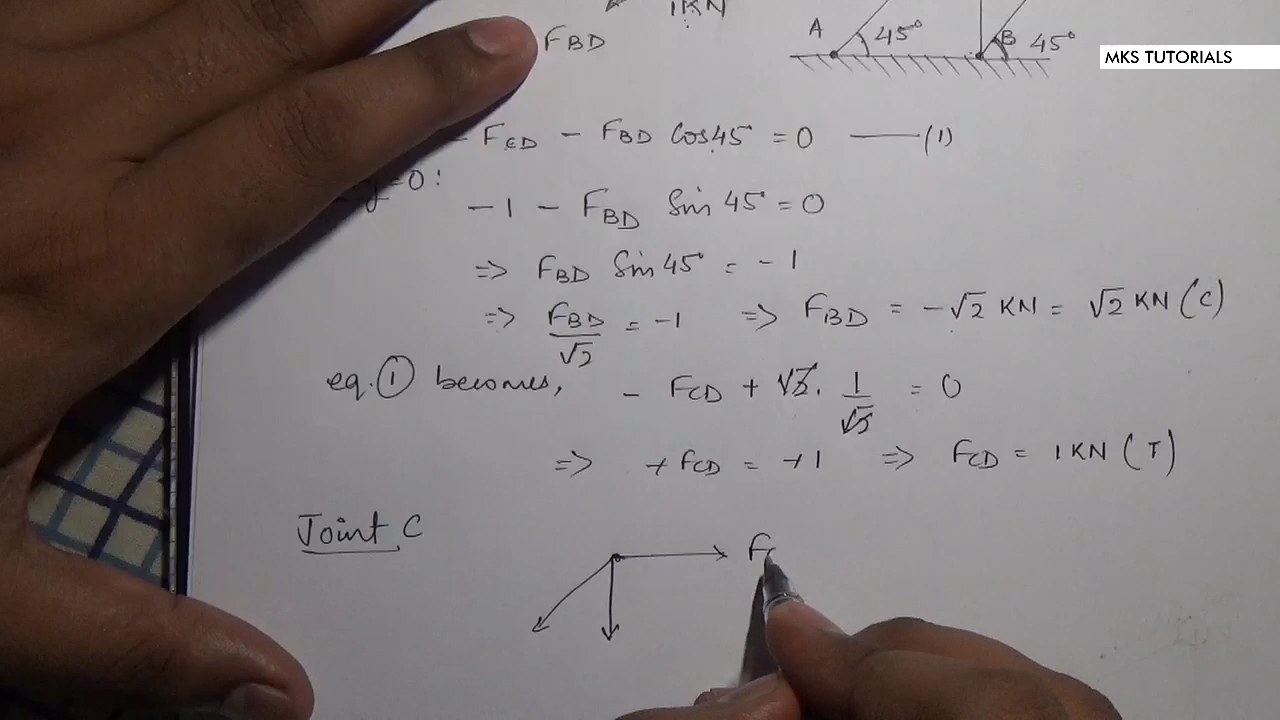 1KN
FBD
A 45° B 45°
MKS TUTORIALS
- FCD - FBD Cos45° = 0 —— (1)
y=0:
-1 - FBD Sin 45° = 0
=> FBD Sin 45° = -1
=> FBD/√2 = -1 => FBD = -√2 KN = √2 KN (C)
eq. ① becomes, - FCD + √2 . 1/√2 = 0
=> +FCD = +1 => FCD = 1KN (T)
Joint C